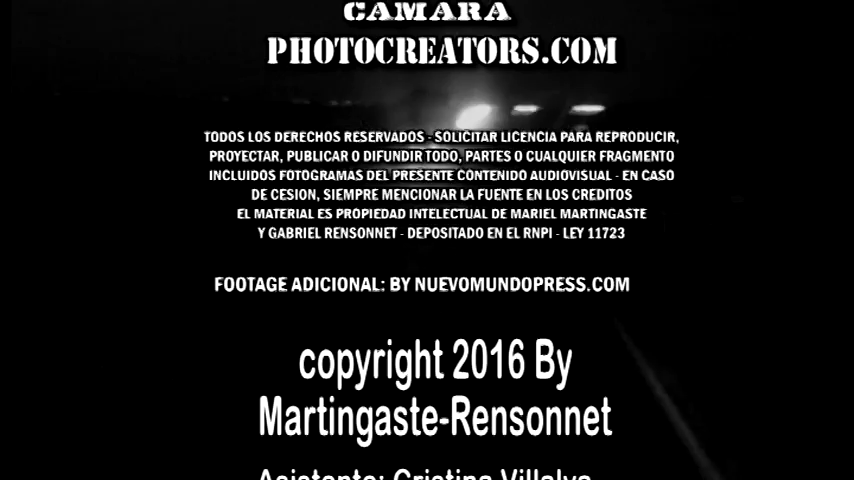 CAMARA
PHOTOCREATORS.COM
TODOS LOS DERECHOS RESERVADOS - SOLICITAR LICENCIA PARA REPRODUCIR,
PROYECTAR, PUBLICAR O DIFUNDIR TODO, PARTES O CUALQUIER FRAGMENTO
INCLUIDOS FOTOGRAMAS DEL PRESENTE CONTENIDO AUDIOVISUAL - EN CASO
DE CESION, SIEMPRE MENCIONAR LA FUENTE EN LOS CREDITOS
EL MATERIAL ES PROPIEDAD INTELECTUAL DE MARIEL MARTINGASTE
Y GABRIEL RENSONNET - DEPOSITADO EN EL RNPI - LEY 11723
FOOTAGE ADICIONAL: BY NUEVOMUNDOPRESS.COM
copyright 2016 By
Martingaste-Rensonnet
Asistente: Cristina Villalva